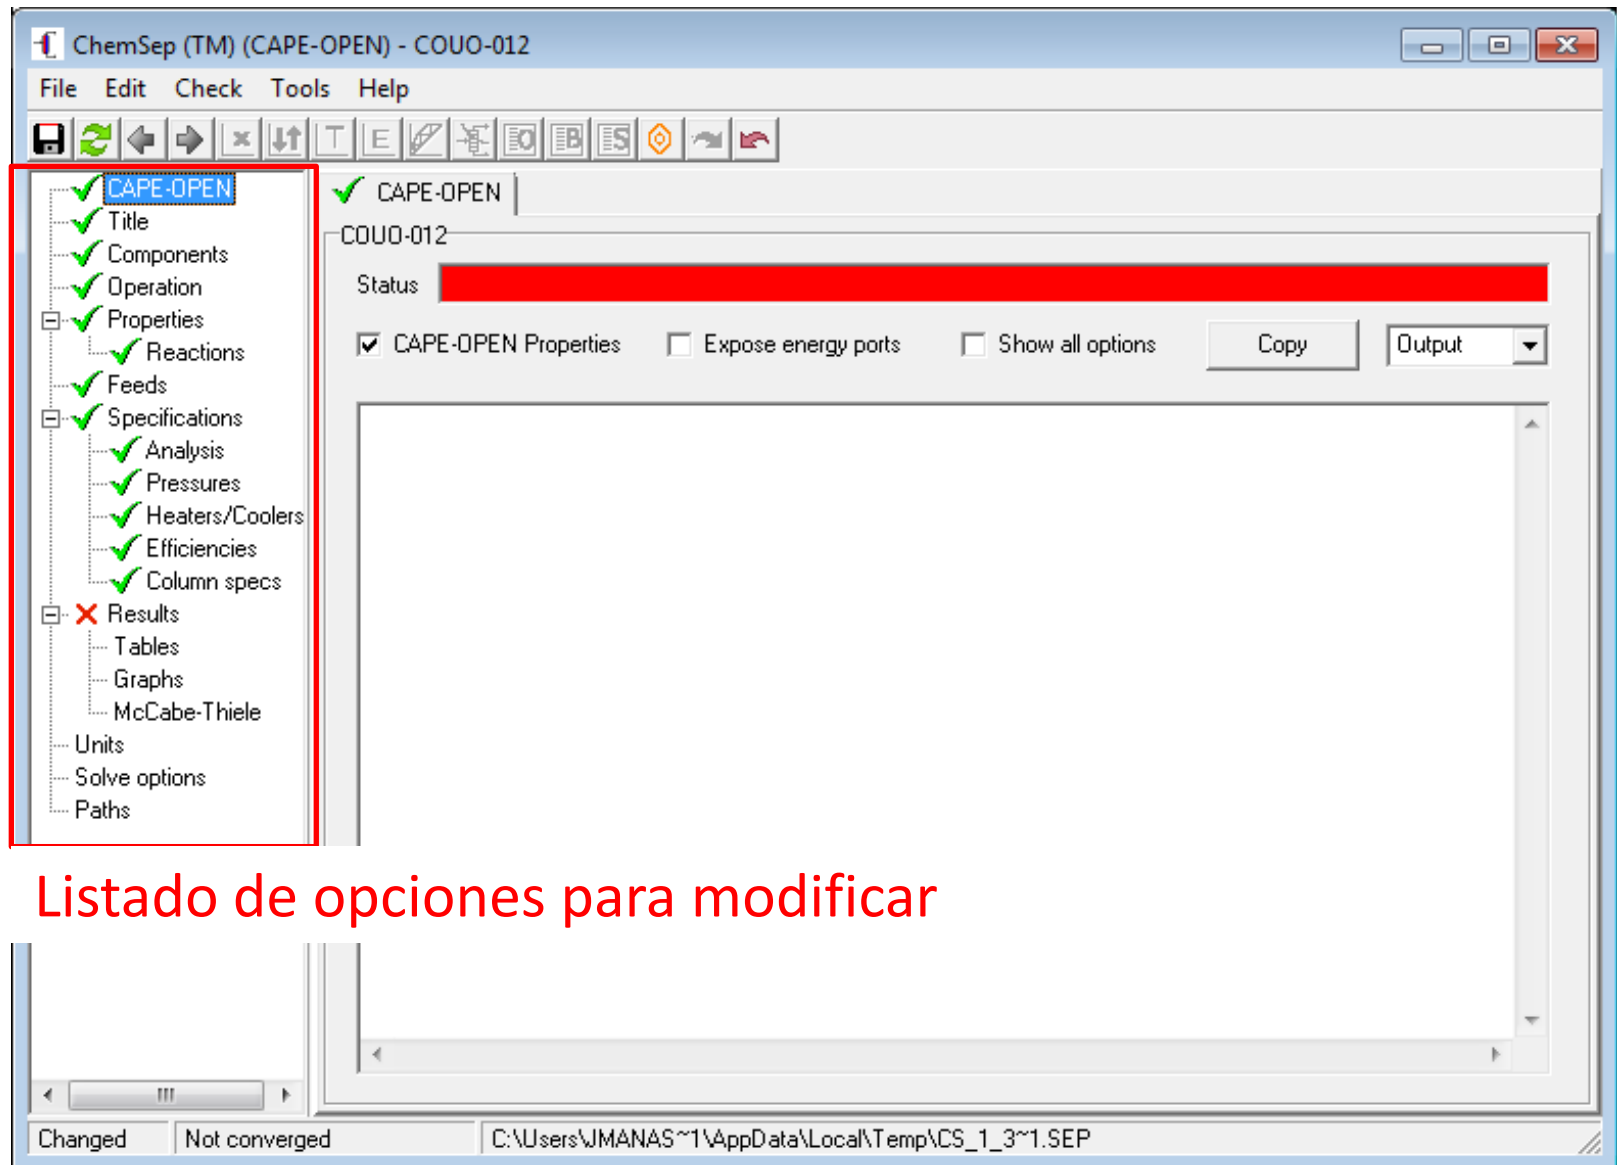 ChemSep (TM) (CAPE-OPEN) - COUO-012
File Edit Check Tools Help
CAPE-OPEN
Title
Components
Operation
Properties
Reactions
Feeds
Specifications
Analysis
Pressures
Heaters/Coolers
Efficiencies
Column specs
Results
Tables
Graphs
McCabe-Thiele
Units
Solve options
Paths
CAPE-OPEN
COUO-012
Status
CAPE-OPEN Properties Expose energy ports Show all options Copy Output
Listado de opciones para modificar
Changed Not converged C:\Users\JMANAS~1\AppData\Local\Temp\CS_1_3~1.SEP